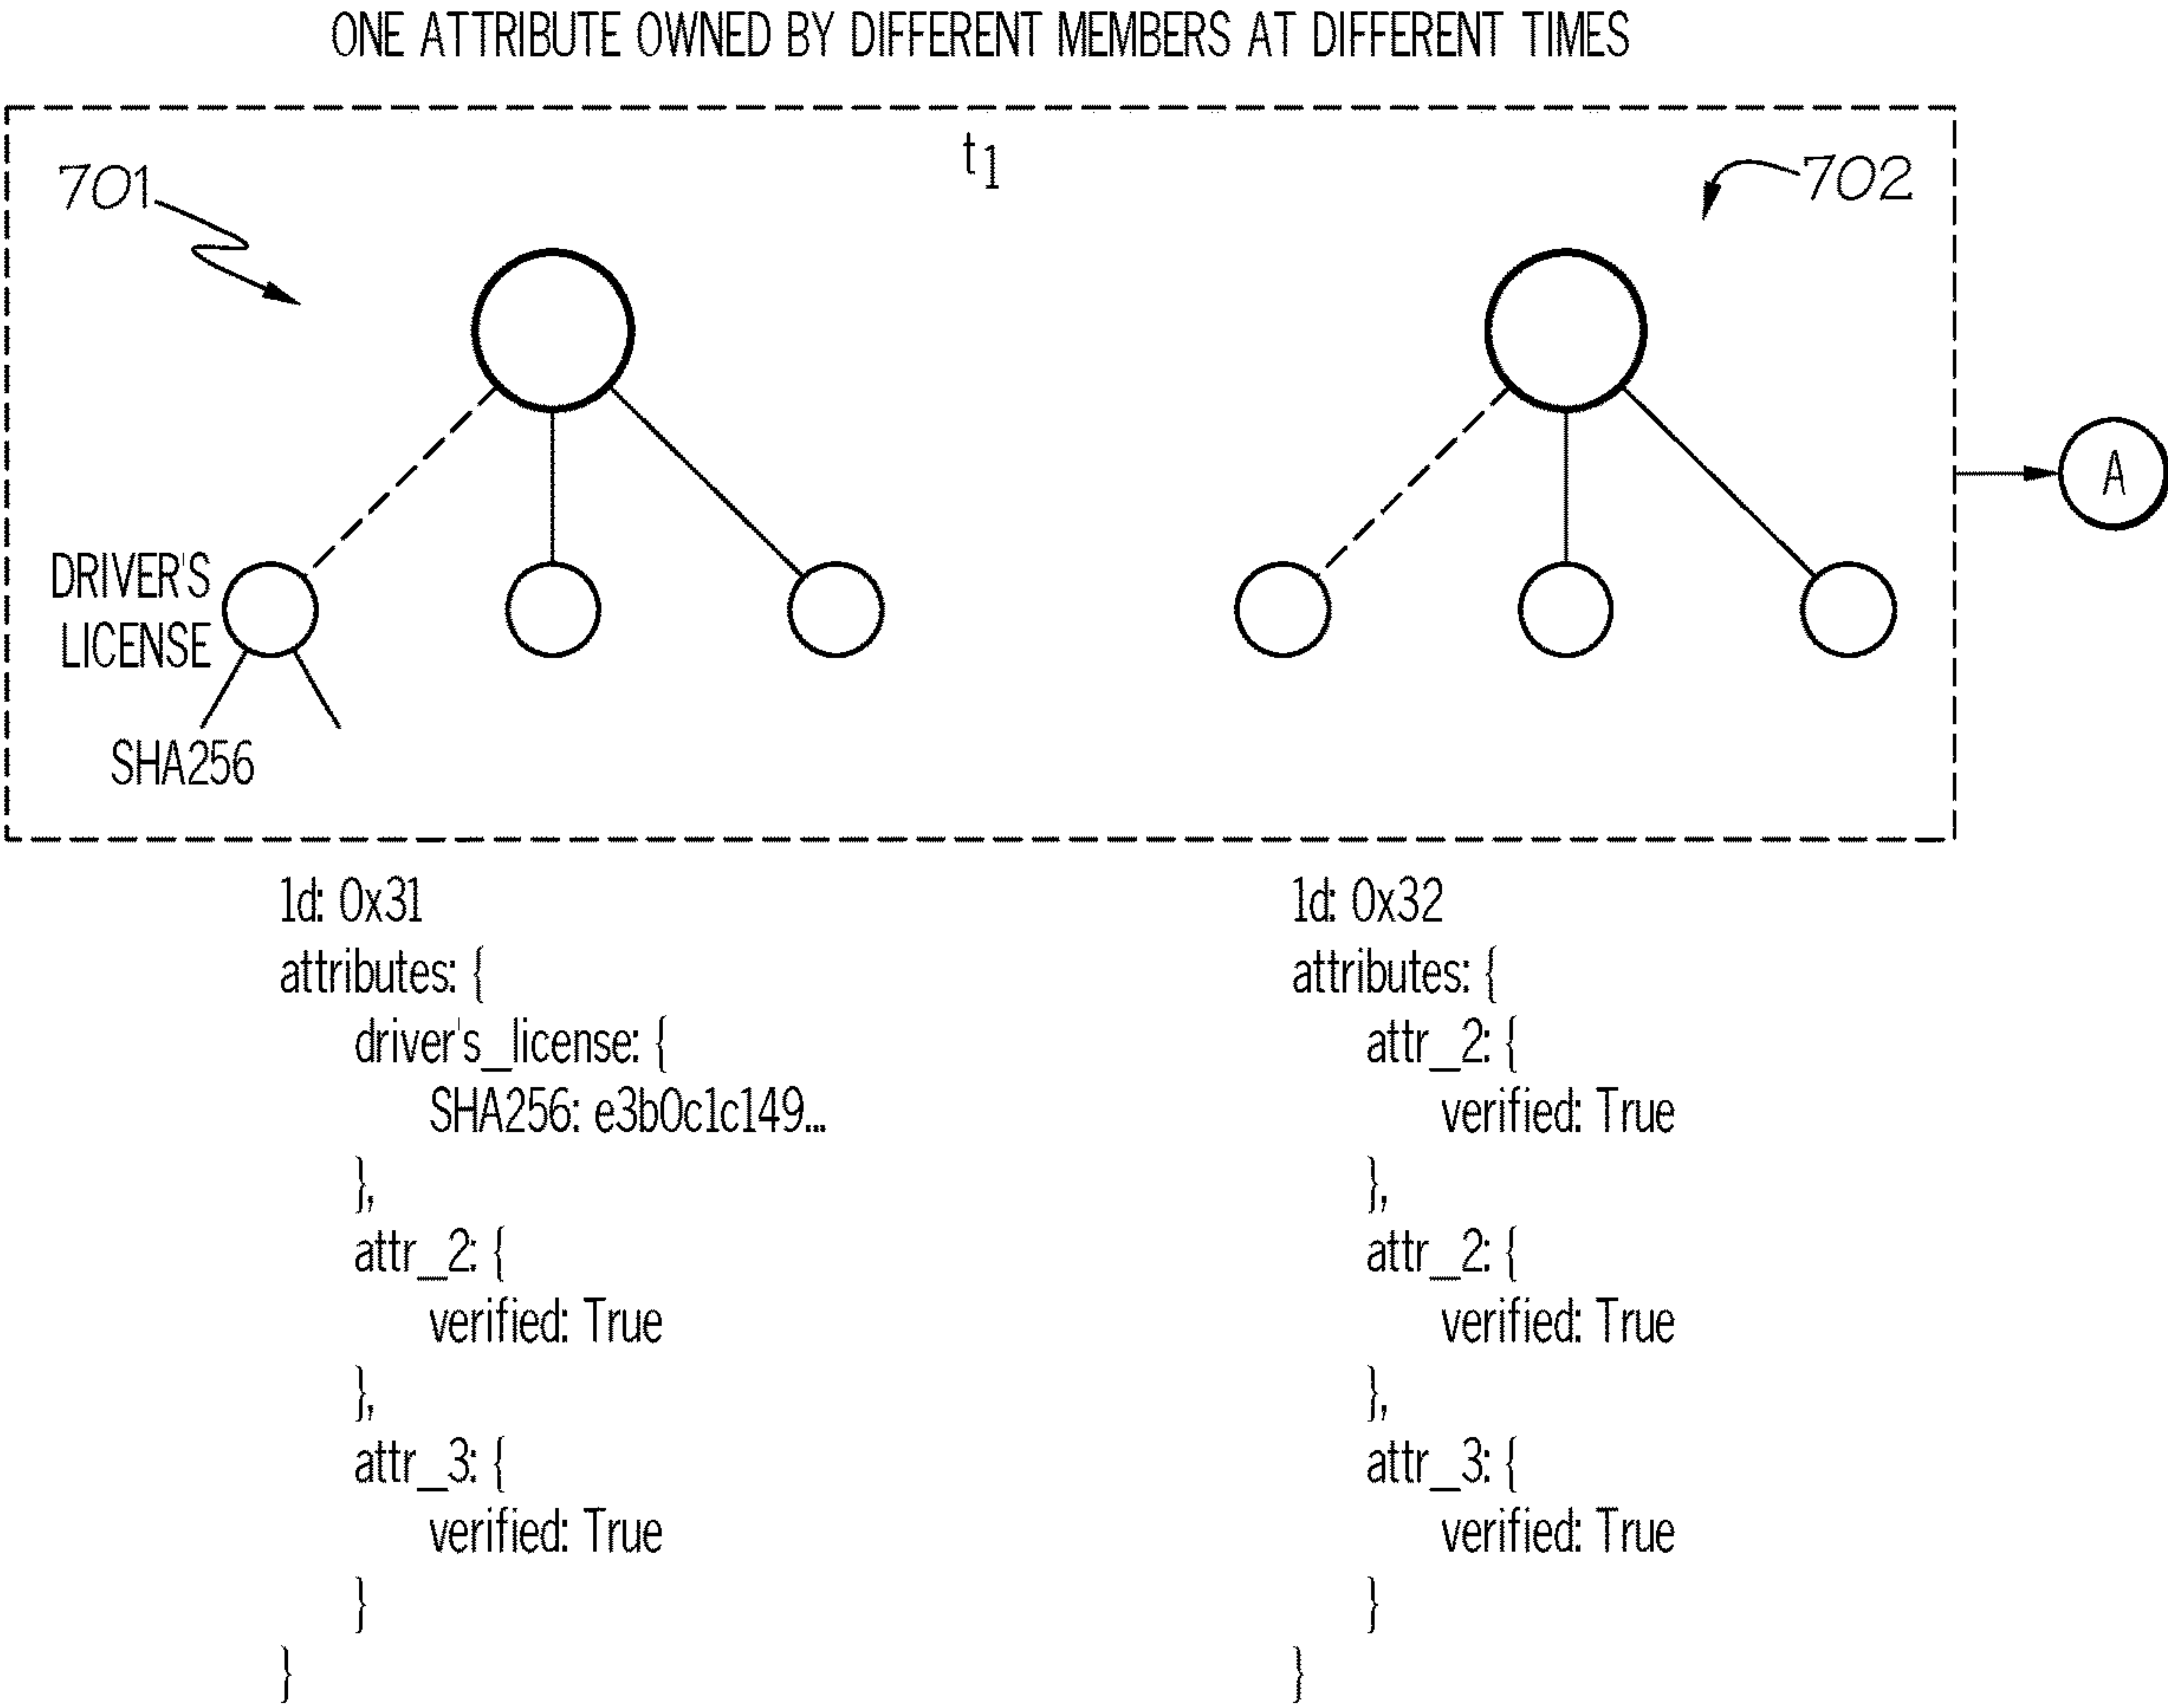 ONE ATTRIBUTE OWNED BY DIFFERENT MEMBERS AT DIFFERENT TIMES
t1
701
702
A
DRIVER'S
LICENSE
SHA256
1d: 0x31
attributes: {
driver's_license: {
SHA256: e3b0c1c149...
},
attr_2: {
verified: True
},
attr_3: {
verified: True
}
}
1d: 0x32
attributes: {
attr_2: {
verified: True
},
attr_2: {
verified: True
},
attr_3: {
verified: True
}
}